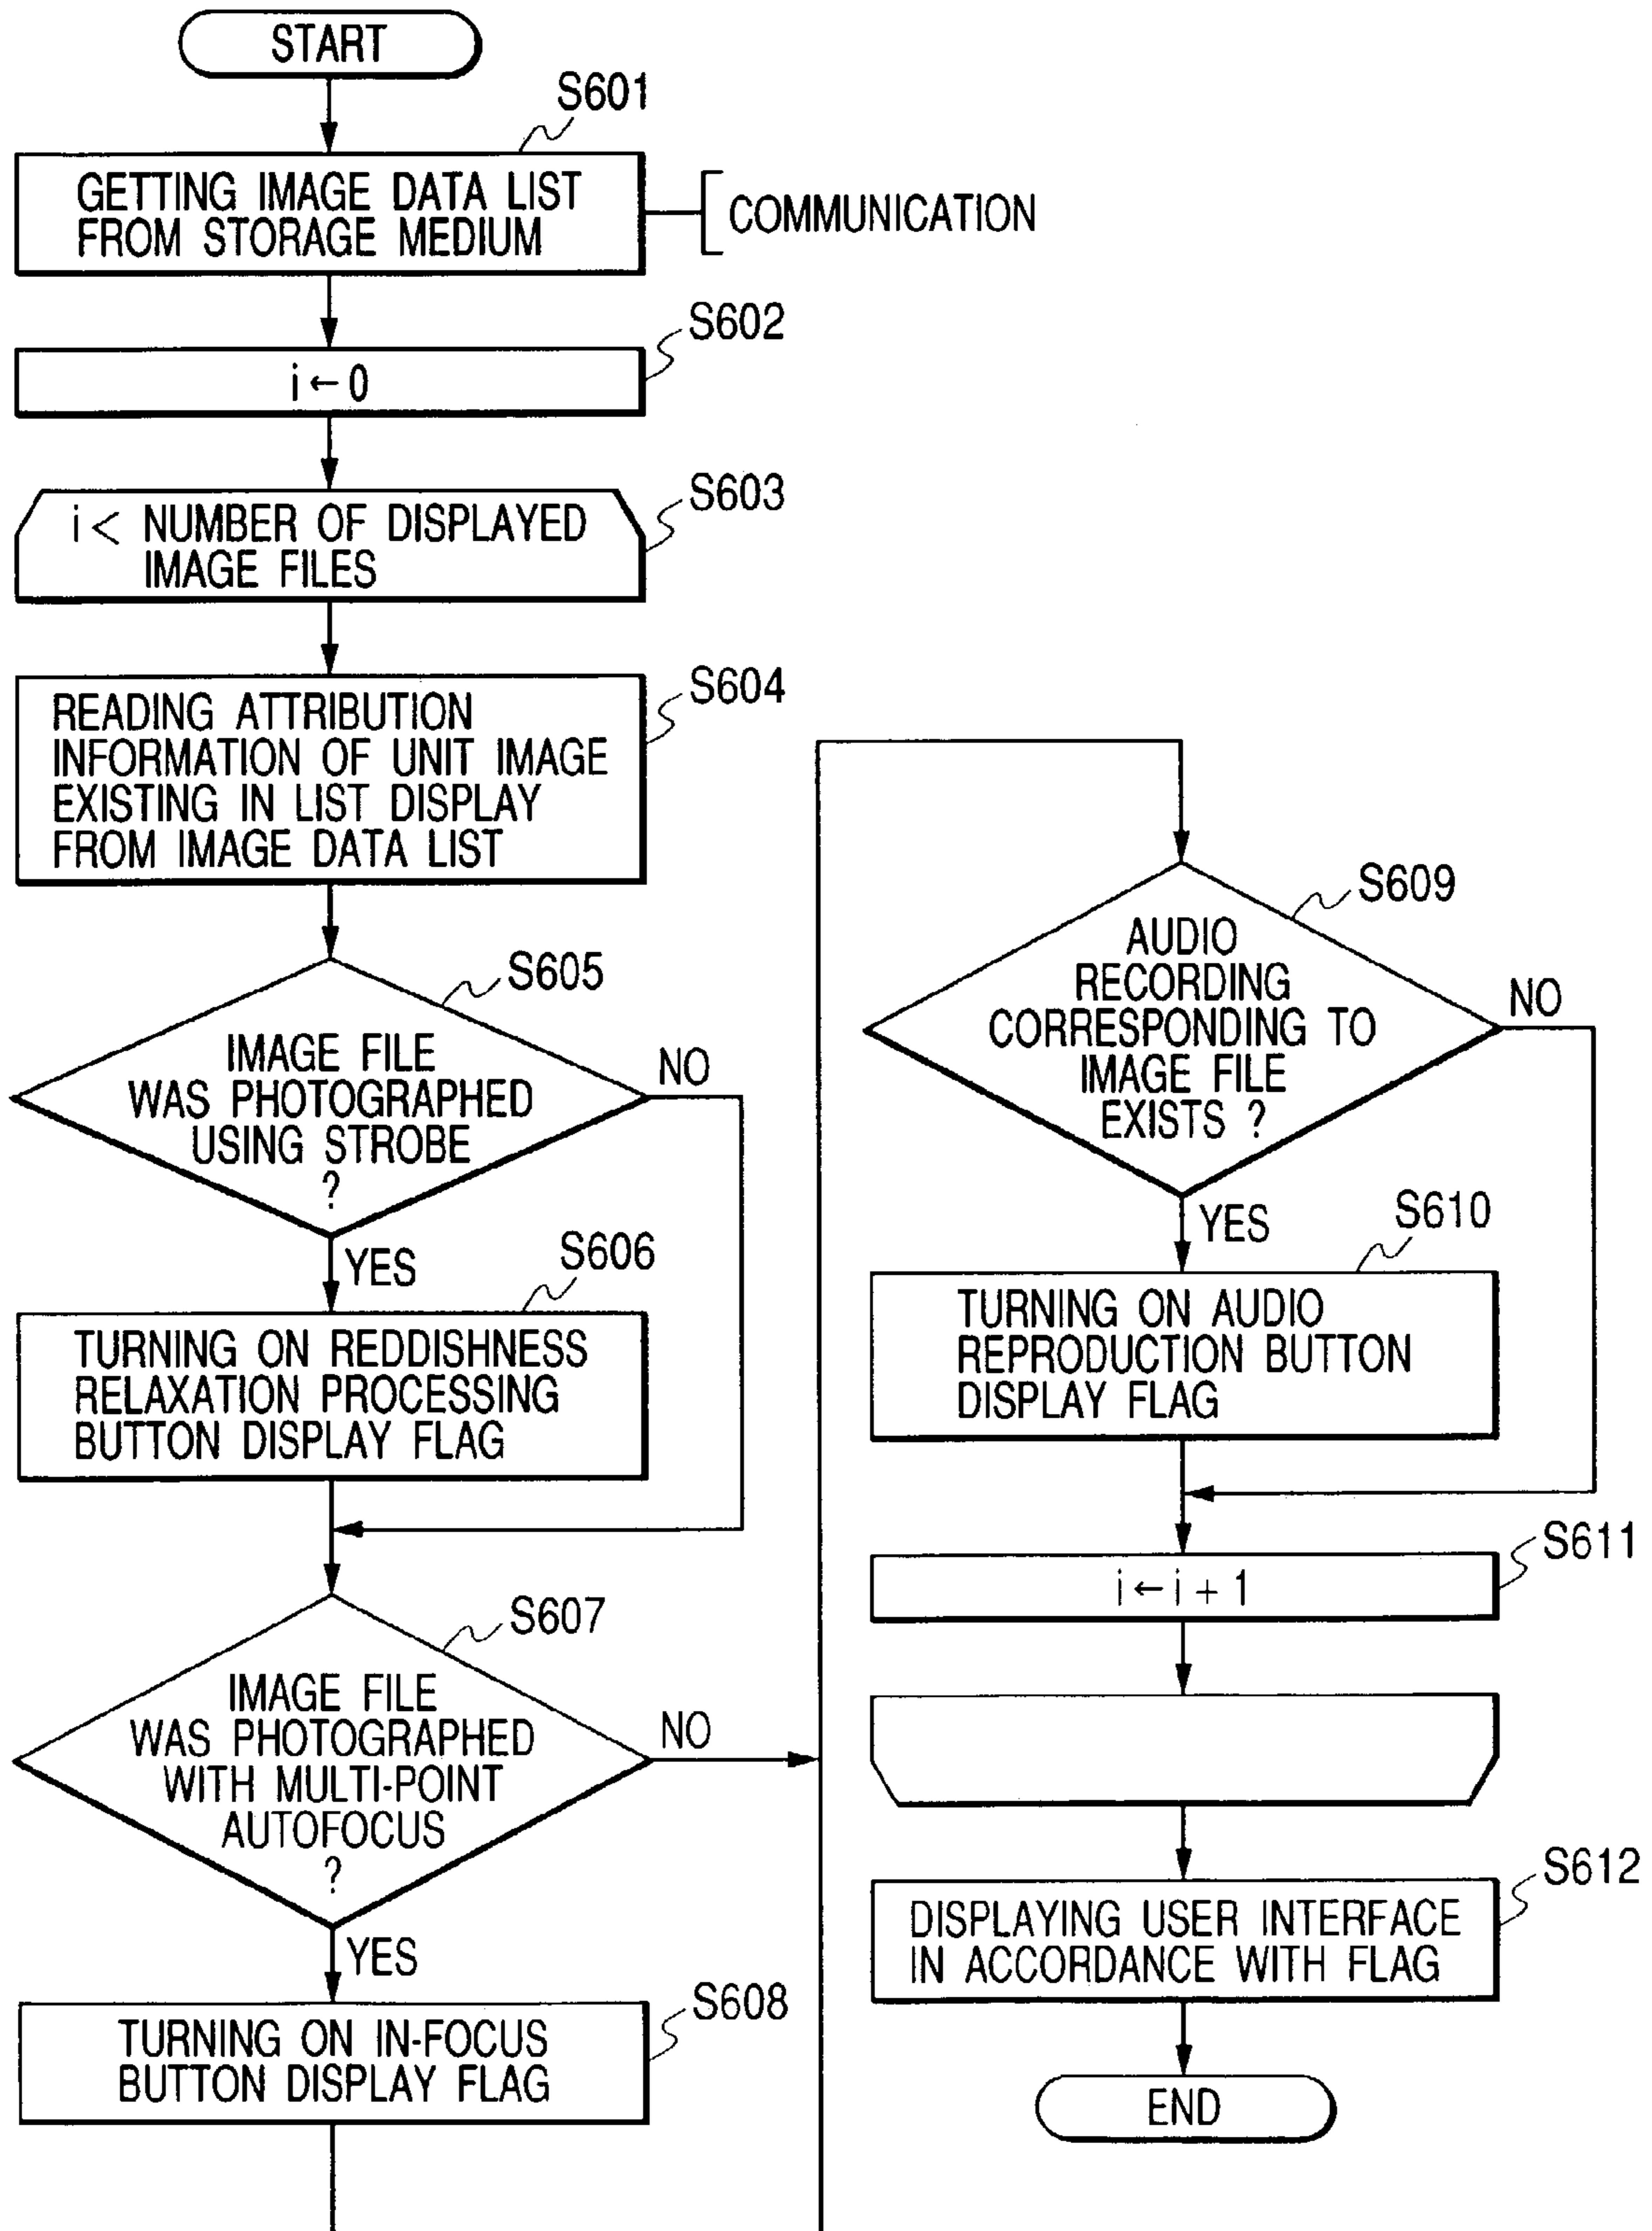 START
S601
GETTING IMAGE DATA LIST
FROM STORAGE MEDIUM
COMMUNICATION
S602
i ← 0
S603
i < NUMBER OF DISPLAYED
IMAGE FILES
S604
READING ATTRIBUTION
INFORMATION OF UNIT IMAGE
EXISTING IN LIST DISPLAY
FROM IMAGE DATA LIST
S605
IMAGE FILE
WAS PHOTOGRAPHED
USING STROBE
?
NO
YES
S606
TURNING ON REDDISHNESS
RELAXATION PROCESSING
BUTTON DISPLAY FLAG
S607
IMAGE FILE
WAS PHOTOGRAPHED
WITH MULTI-POINT
AUTOFOCUS
?
NO
YES
S608
TURNING ON IN-FOCUS
BUTTON DISPLAY FLAG
S609
AUDIO
RECORDING
CORRESPONDING TO
IMAGE FILE
EXISTS ?
NO
YES
S610
TURNING ON AUDIO
REPRODUCTION BUTTON
DISPLAY FLAG
S611
i ← i + 1
S612
DISPLAYING USER INTERFACE
IN ACCORDANCE WITH FLAG
END